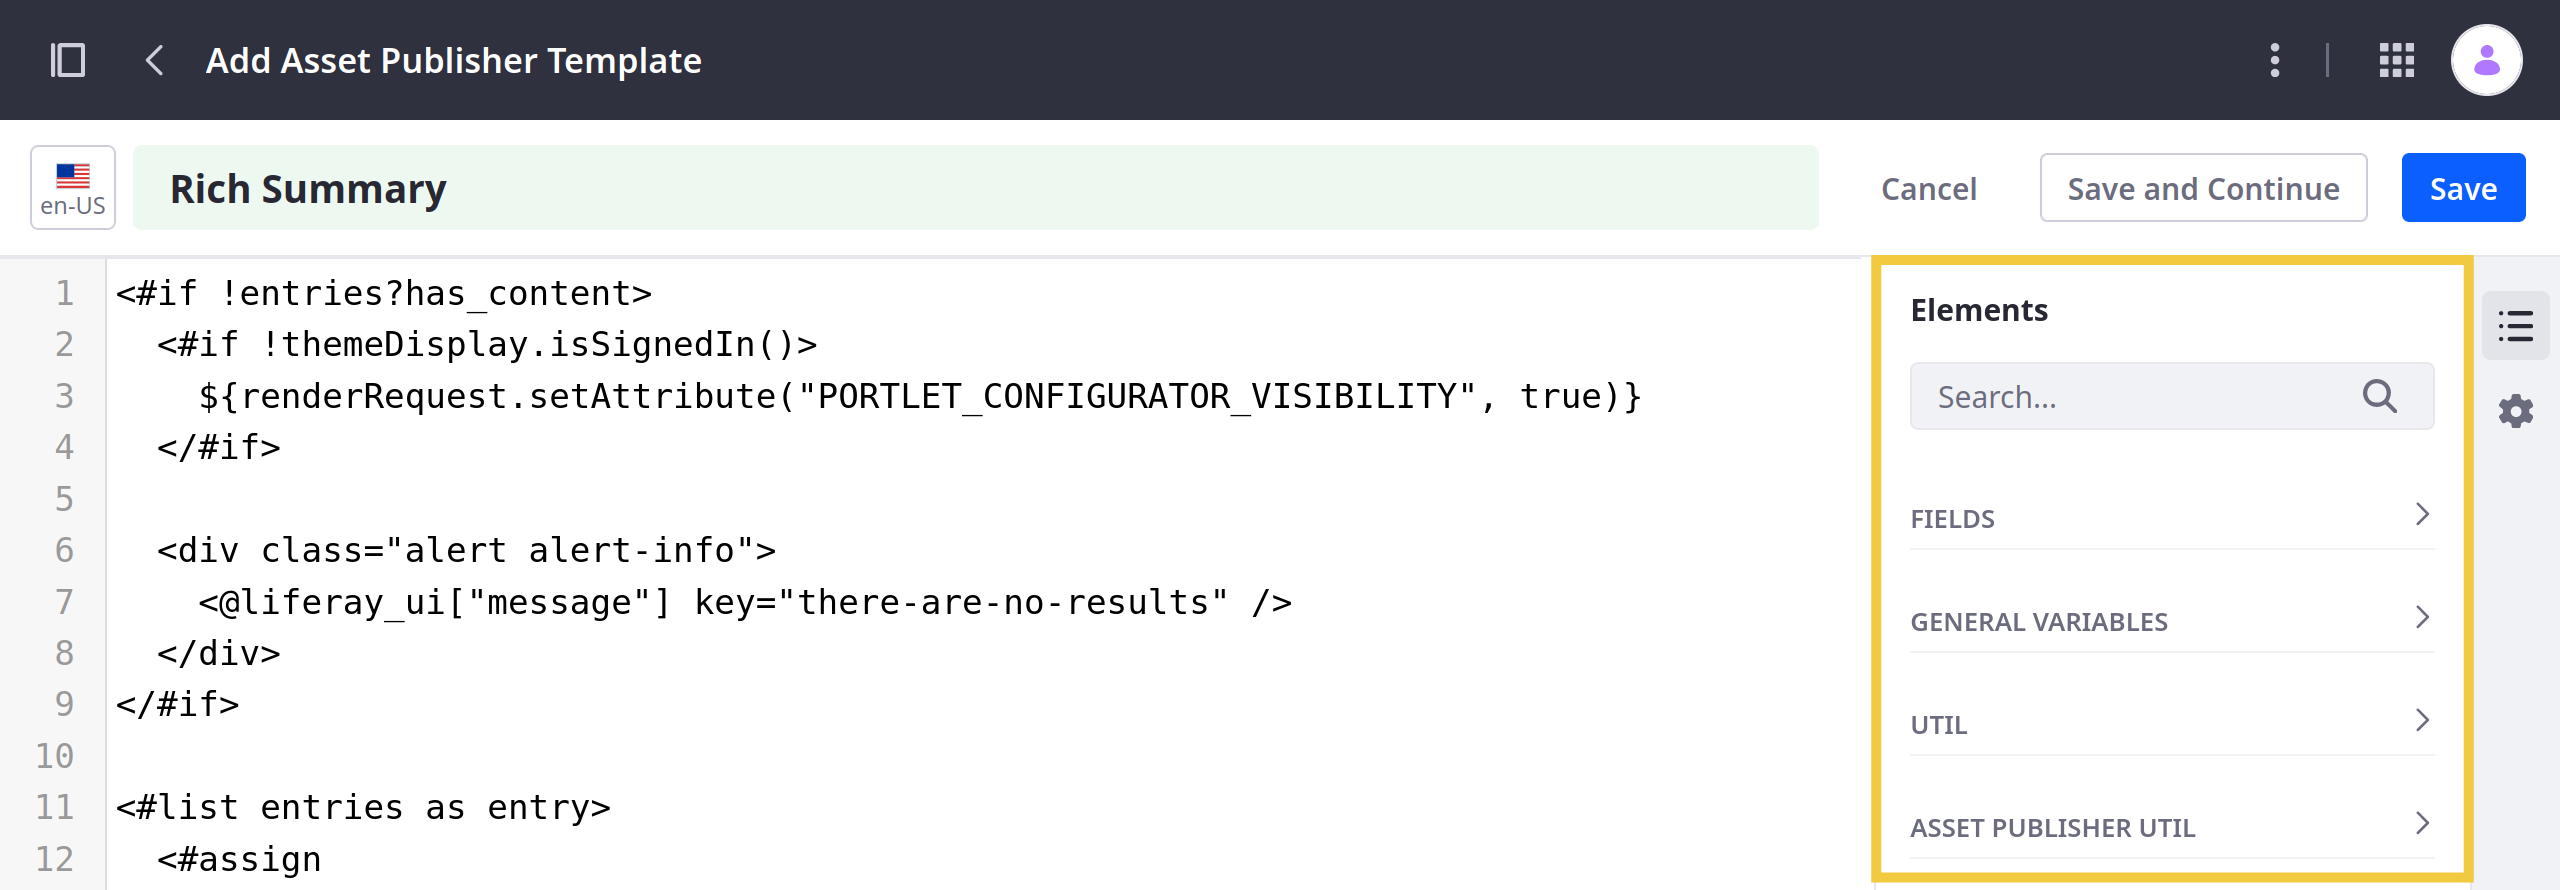 Add Asset Publisher Template
en-US
Rich Summary
Cancel
Save and Continue
Save
1 <#if !entries?has_content>
2   <#if !themeDisplay.isSignedIn()>
3     ${renderRequest.setAttribute("PORTLET_CONFIGURATOR_VISIBILITY", true)}
4   </#if>
5
6   <div class="alert alert-info">
7     <@liferay_ui["message"] key="there-are-no-results" />
8   </div>
9 </#if>
10
11 <#list entries as entry>
12   <#assign
Elements
Search...
FIELDS
GENERAL VARIABLES
UTIL
ASSET PUBLISHER UTIL